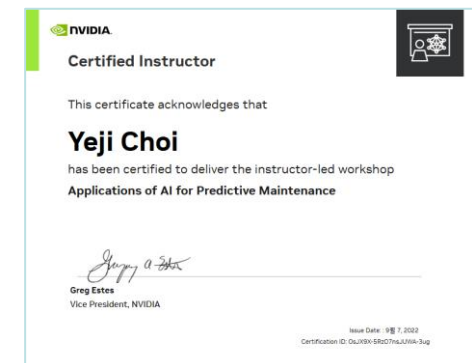 NVIDIA.
Certified Instructor
This certificate acknowledges that
Yeji Choi
has been certified to deliver the instructor-led workshop
Applications of AI for Predictive Maintenance
Greg Estes
Vice President, NVIDIA
Issue Date : 9월 7, 2022